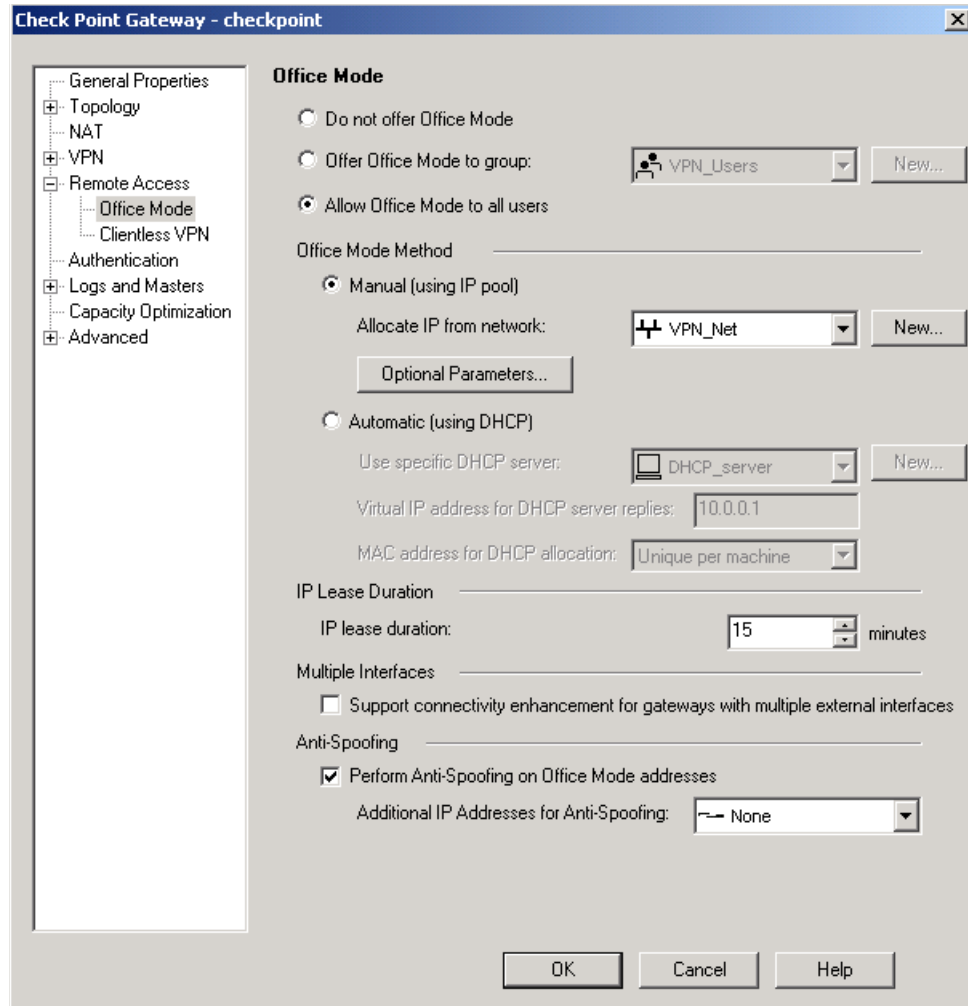 Check Point Gateway - checkpoint
General Properties
Topology
NAT
VPN
Remote Access
Office Mode
Clientless VPN
Authentication
Logs and Masters
Capacity Optimization
Advanced
Office Mode
Do not offer Office Mode
Offer Office Mode to group: VPN_Users New...
Allow Office Mode to all users
Office Mode Method
Manual (using IP pool)
Allocate IP from network: VPN_Net New...
Optional Parameters...
Automatic (using DHCP)
Use specific DHCP server: DHCP_server New...
Virtual IP address for DHCP server replies: 10.0.0.1
MAC address for DHCP allocation: Unique per machine
IP Lease Duration
IP lease duration: 15 minutes
Multiple Interfaces
Support connectivity enhancement for gateways with multiple external interfaces
Anti-Spoofing
Perform Anti-Spoofing on Office Mode addresses
Additional IP Addresses for Anti-Spoofing: None
OK Cancel Help